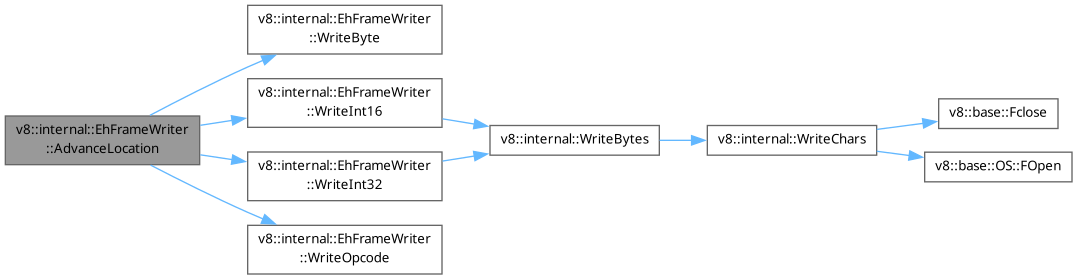 v8::internal::EhFrameWriter
::AdvanceLocation
v8::internal::EhFrameWriter
::WriteByte
v8::internal::EhFrameWriter
::WriteInt16
v8::internal::EhFrameWriter
::WriteInt32
v8::internal::EhFrameWriter
::WriteOpcode
v8::internal::WriteBytes
v8::internal::WriteChars
v8::base::Fclose
v8::base::OS::FOpen